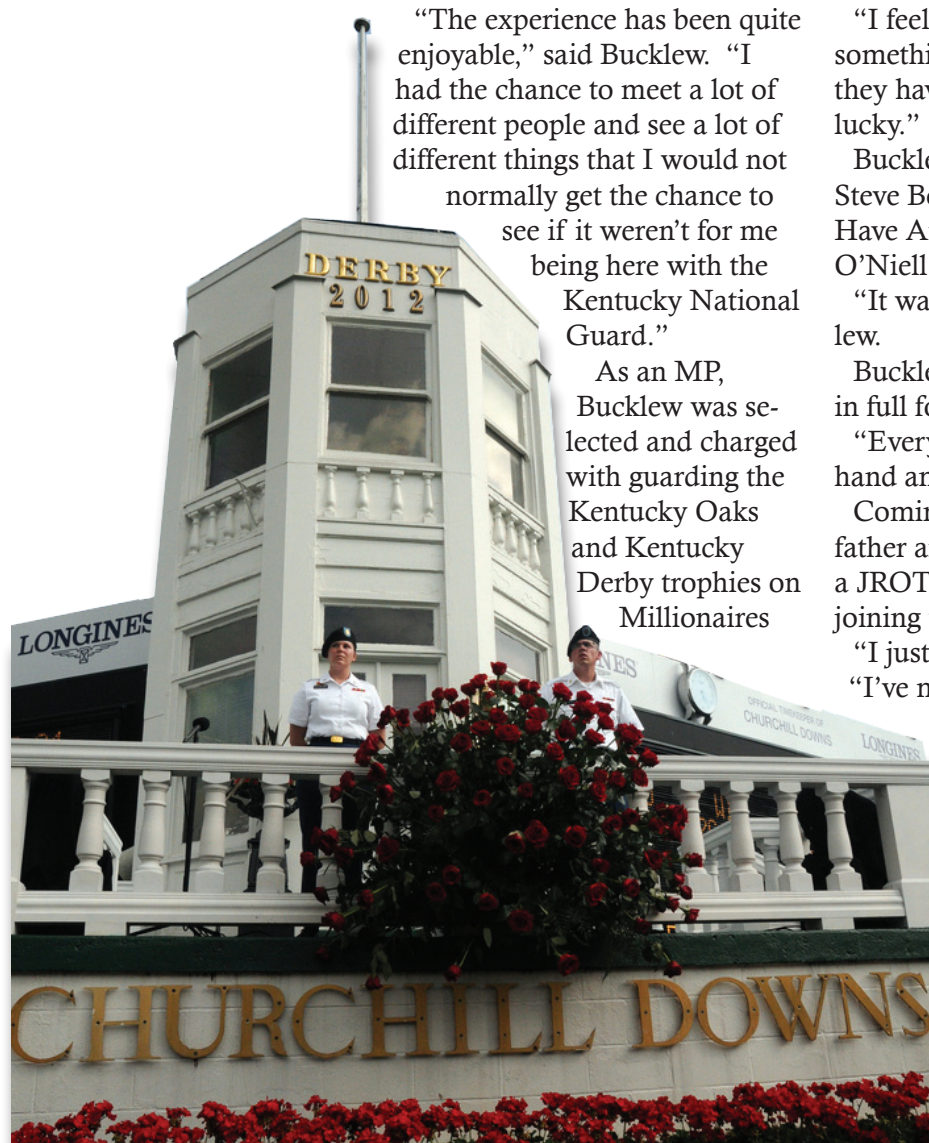 “The experience has been quite
enjoyable,” said Bucklew. “I
had the chance to meet a lot of
different people and see a lot of
different things that I would not
normally get the chance to
see if it weren’t for me
being here with the
Kentucky National
Guard.”
As an MP,
Bucklew was se-
lected and charged
with guarding the
Kentucky Oaks
and Kentucky
Derby trophies on
Millionaires
“I feel
somethi
they hav
lucky.”
Buckle
Steve Be
Have A
O’Niell
“It wa
lew.
Buckle
in full fo
“Every
hand an
Comin
father a
a JROT
joining
“I just
“I’ve n
DERBY
2012
LONGINES
NES
OFFICIAL TIMEKEEPER OF
CHURCHILL DOWNS
LONGINES
CHURCHILL DOWNS